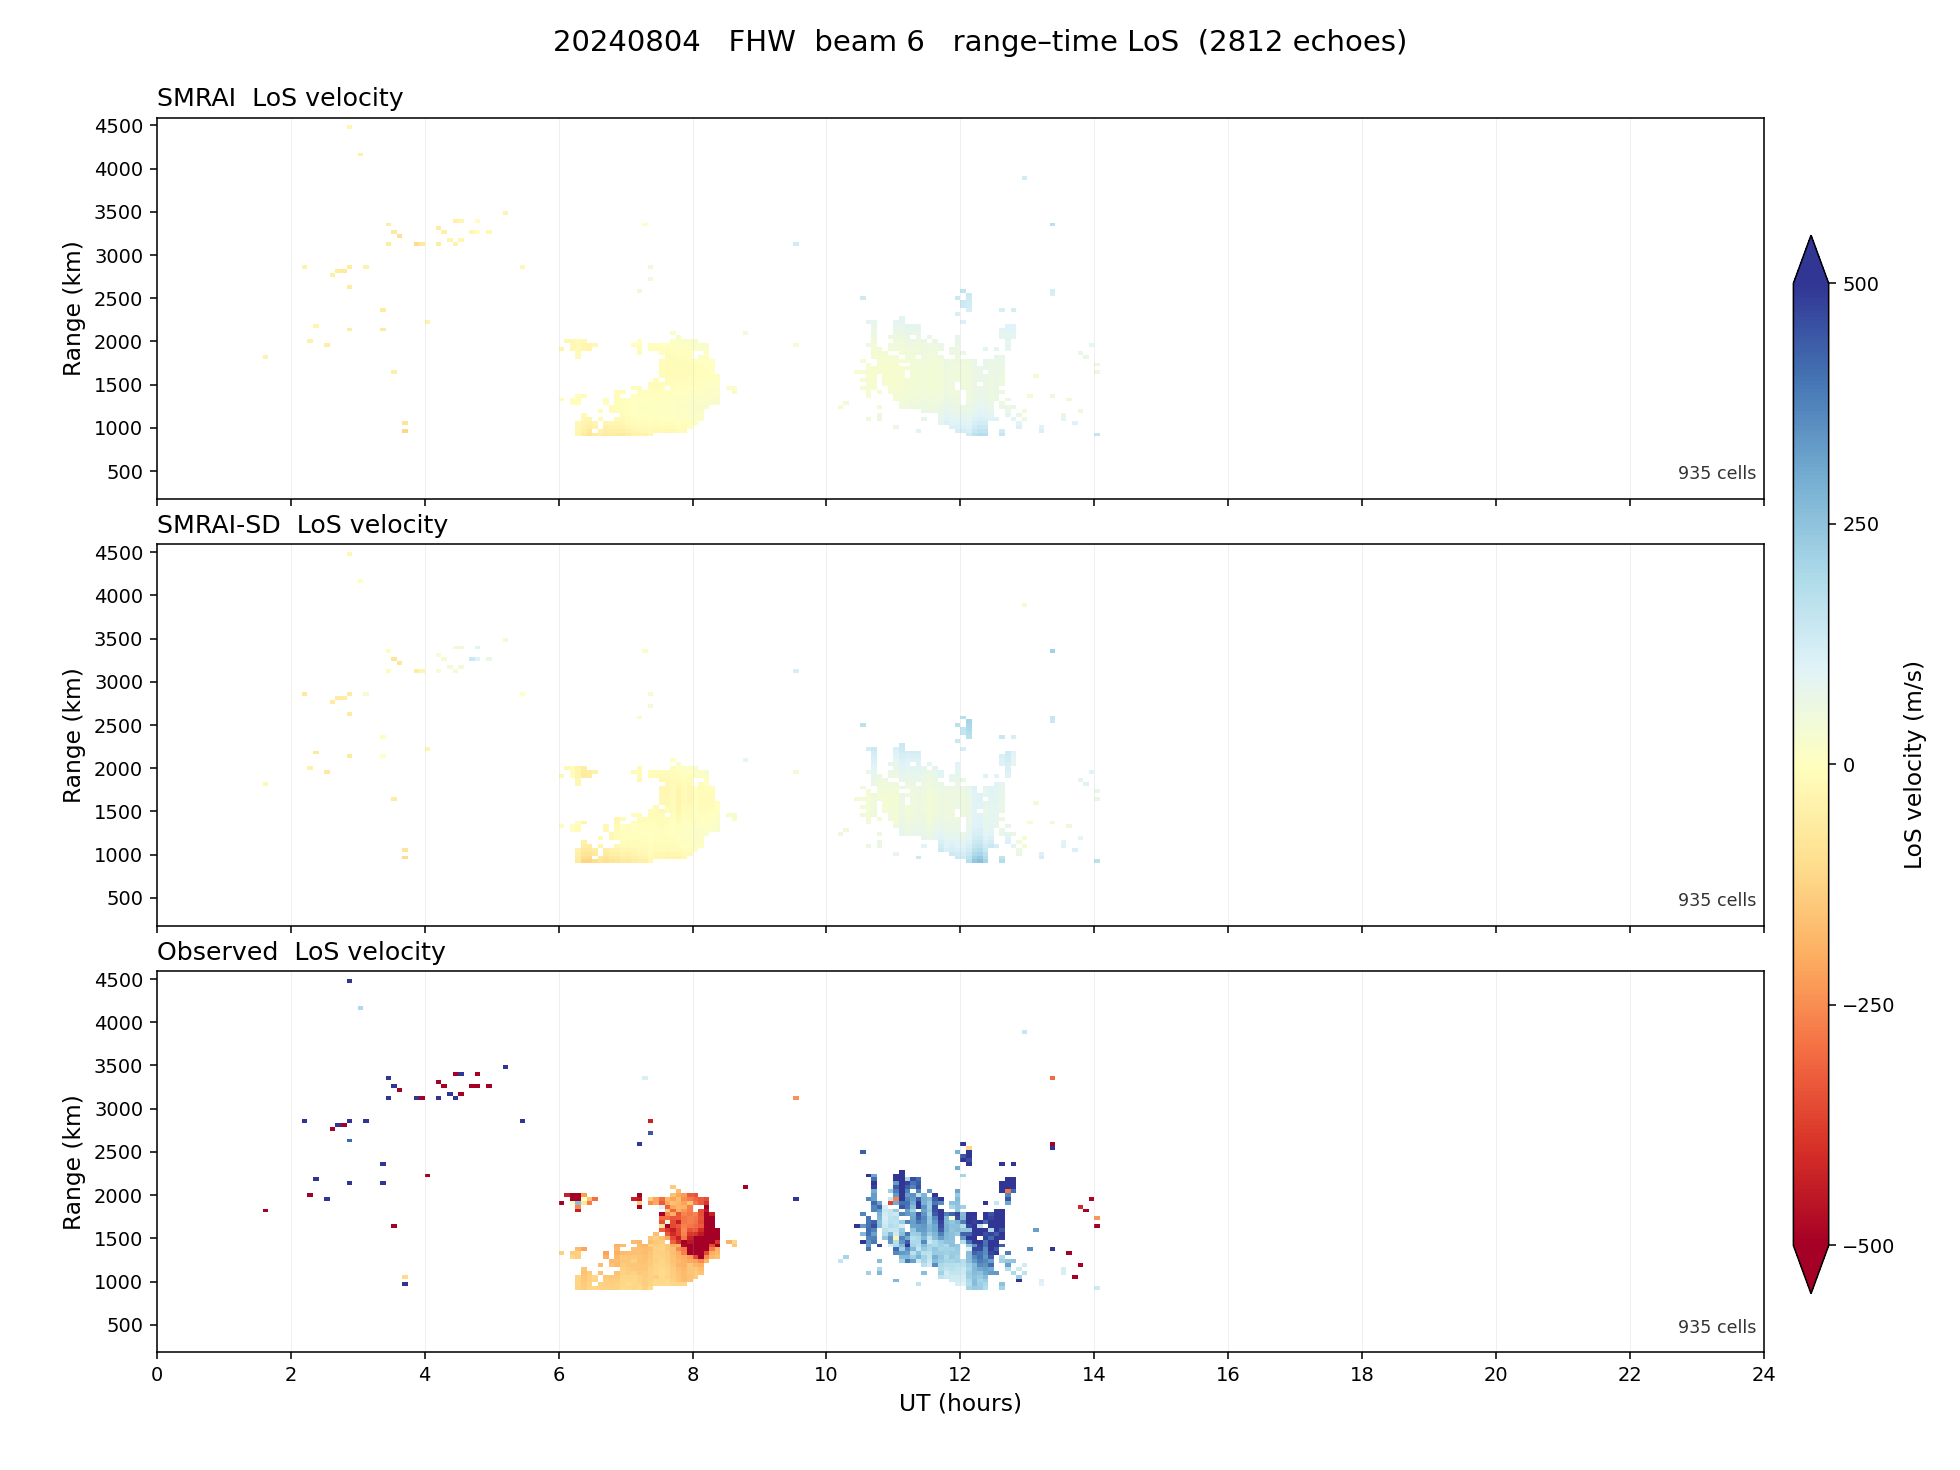 20240804   FHW  beam 6   range–time LoS  (2812 echoes)
SMRAI  LoS velocity
4500
4000
3500
3000
2500
2000
1500
1000
500
Range (km)
935 cells
SMRAI-SD  LoS velocity
4500
4000
3500
3000
2500
2000
1500
1000
500
Range (km)
935 cells
Observed  LoS velocity
4500
4000
3500
3000
2500
2000
1500
1000
500
Range (km)
935 cells
0 2 4 6 8 10 12 14 16 18 20 22 24
UT (hours)
500
250
0
−250
−500
LoS velocity (m/s)